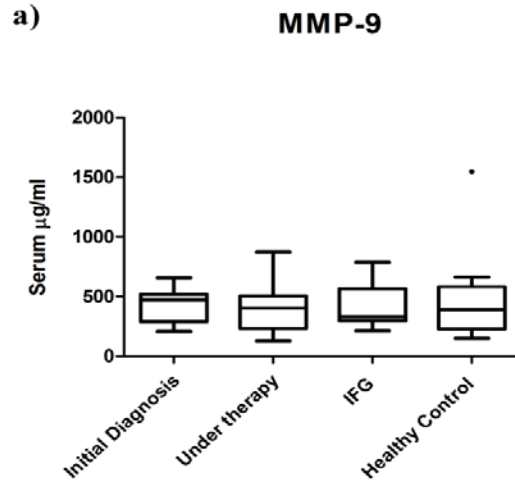 a)
MMP-9
2000
1500
1000
500
0
Serum µg/ml
Initial Diagnosis
Under therapy
IFG
Healthy Control